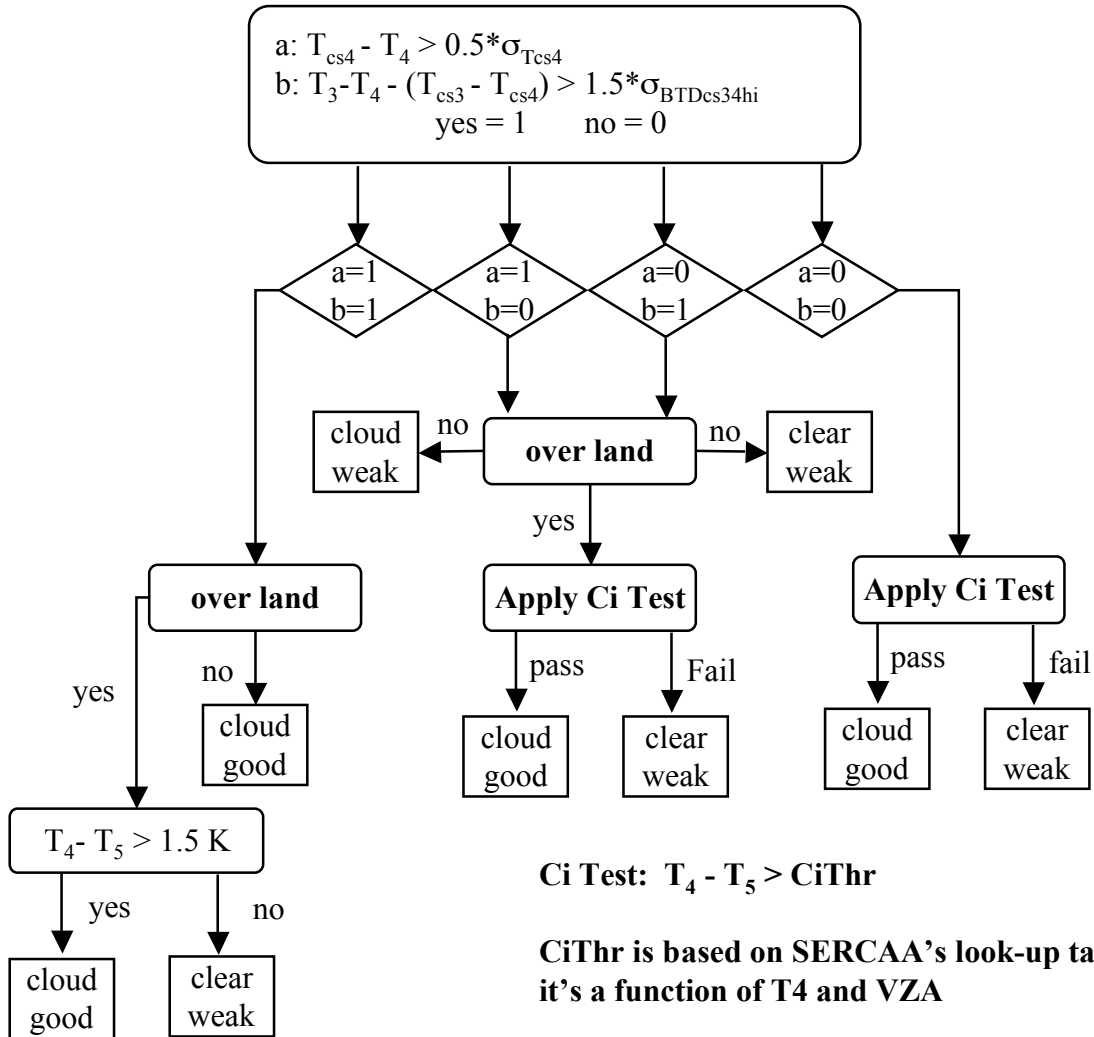 a: T_cs4 - T_4 > 0.5*σ_Tcs4
b: T_3-T_4 - (T_cs3 - T_cs4) > 1.5*σ_BTDcs34hi
yes = 1 no = 0
a=1
b=1
a=1
b=0
a=0
b=1
a=0
b=0
cloud
weak
no
over land
no
clear
weak
yes
over land
Apply Ci Test
Apply Ci Test
yes
no
pass
Fail
pass
fail
cloud
good
cloud
good
clear
weak
cloud
good
clear
weak
T_4- T_5 > 1.5 K
yes
no
cloud
good
clear
weak
Ci Test: T_4 - T_5 > CiThr
CiThr is based on SERCAA's look-up ta
it's a function of T4 and VZA